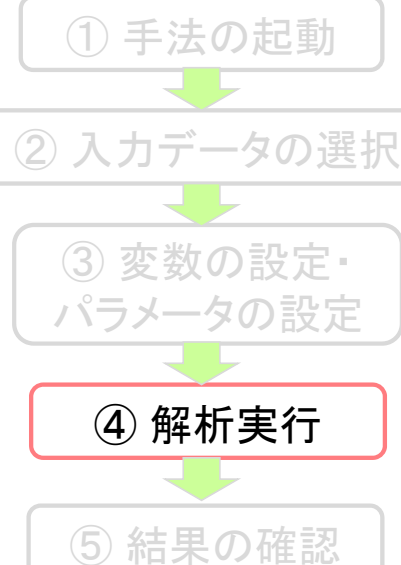 ① 手法の起動
② 入力データの選択
③ 変数の設定・
パラメータの設定
④ 解析実行
⑤ 結果の確認